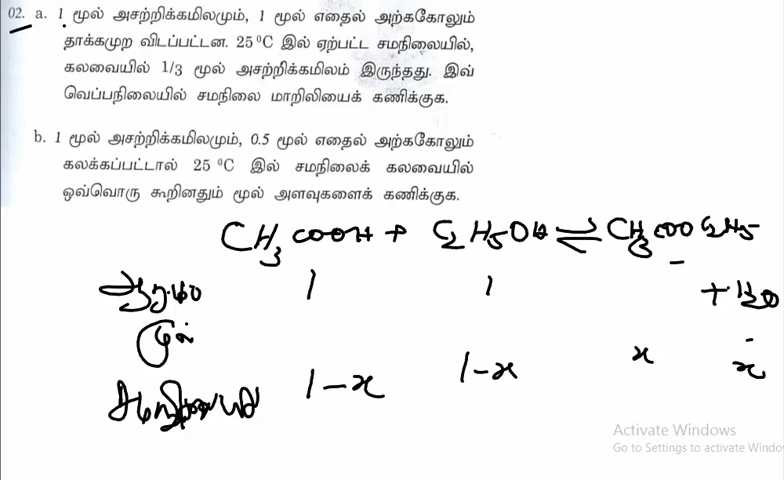 02. a. 1 மூல் அசற்றிக்கமிலமும், 1 மூல் எதைல் அற்ககோலும்
தாக்கமுற விடப்பட்டன. 25 ⁰C இல் ஏற்பட்ட சமநிலையில்,
கலவையில் 1/3 மூல் அசற்றிக்கமிலம் இருந்தது. இவ்
வெப்பநிலையில் சமநிலை மாறிலியைக் கணிக்குக.
b. 1 மூல் அசற்றிக்கமிலமும், 0.5 மூல் எதைல் அற்ககோலும்
கலக்கப்பட்டால் 25 ⁰C இல் சமநிலைக் கலவையில்
ஒவ்வொரு கூறினதும் மூல் அளவுகளைக் கணிக்குக.
CH₃COOH + C₂H₅OH ⇌ CH₃COOC₂H₅
+ H₂O
1 1
மூல்
1-x 1-x x x
Activate Windows
Go to Settings to activate Windo